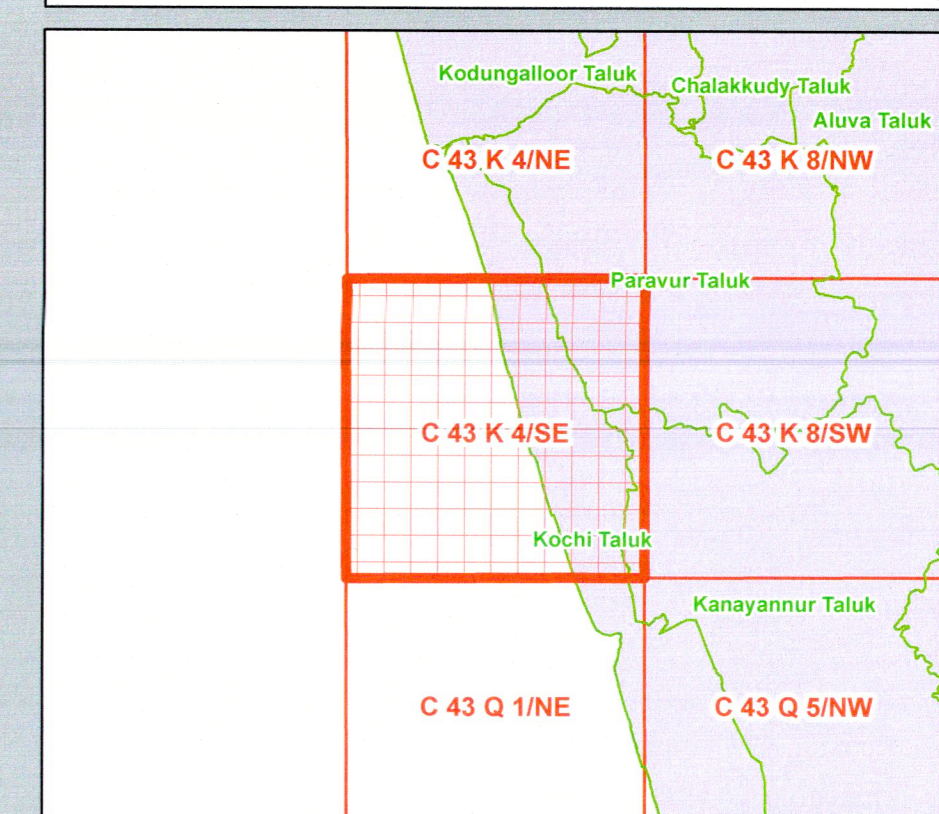 Kodungalloor Taluk
Chalakkudy Taluk
Aluva Taluk
C 43 K 4/NE
C 43 K 8/NW
Paravur Taluk
C 43 K 4/SE
C 43 K 8/SW
Kochi Taluk
Kanayannur Taluk
C 43 Q 1/NE
C 43 Q 5/NW